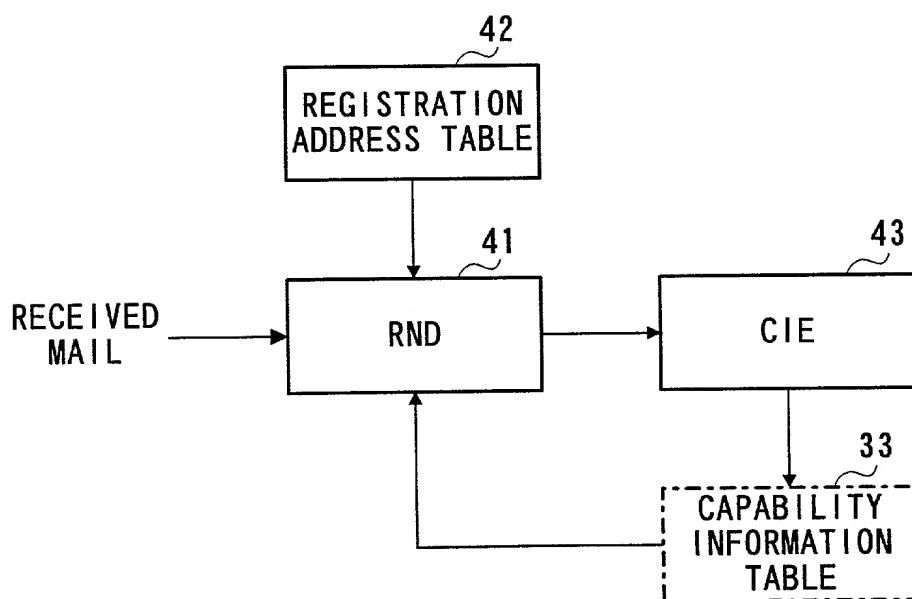 42
REGISTRATION
ADDRESS TABLE
41
43
RECEIVED
MAIL
RND
CIE
33
CAPABILITY
INFORMATION
TABLE